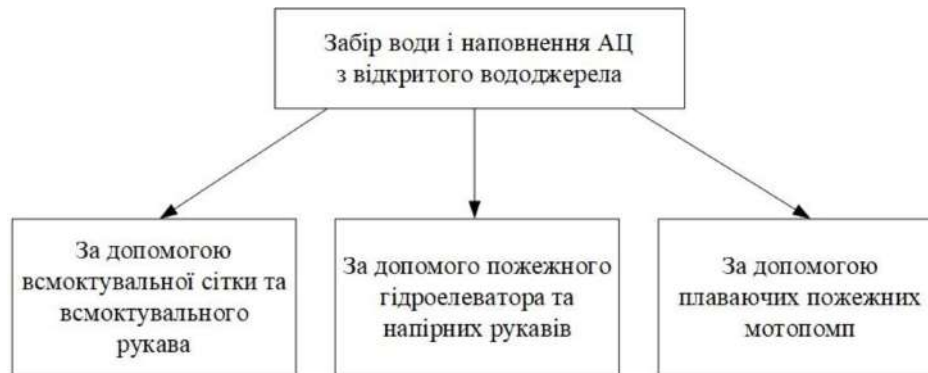 Забір води і наповнення АЦ
з відкритого вододжерела
За допомогою
всмоктувальної сітки та
всмоктувального
рукава
За допомого пожежного
гідроелеватора та
напірних рукавів
За допомогою
плаваючих пожежних
мотопомп